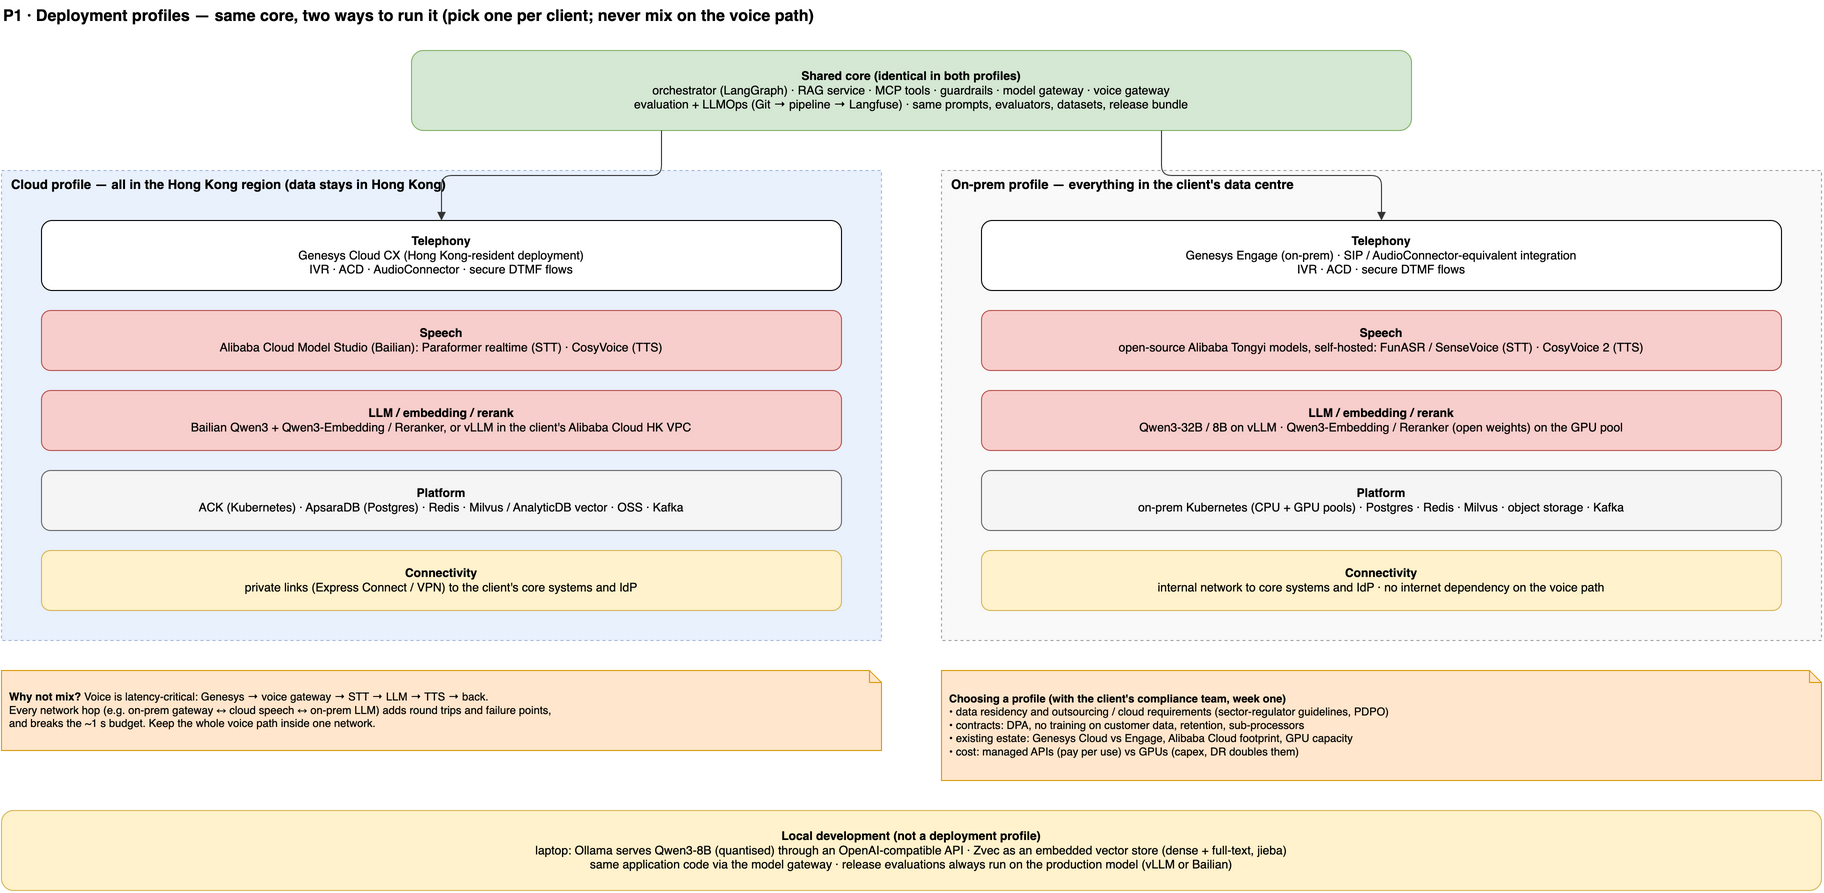 P1 · Deployment profiles — same core, two ways to run it (pick one per client; never mix on the voice path)
Shared core (identical in both profiles)
orchestrator (LangGraph) · RAG service · MCP tools · guardrails · model gateway · voice gateway
evaluation + LLMOps (Git → pipeline → Langfuse) · same prompts, evaluators, datasets, release bundle
Cloud profile — all in the Hong Kong region (data stays in Hong Kong)
Telephony
Genesys Cloud CX (Hong Kong-resident deployment)
IVR · ACD · AudioConnector · secure DTMF flows
Speech
Alibaba Cloud Model Studio (Bailian): Paraformer realtime (STT) · CosyVoice (TTS)
LLM / embedding / rerank
Bailian Qwen3 + Qwen3-Embedding / Reranker, or vLLM in the client's Alibaba Cloud HK VPC
Platform
ACK (Kubernetes) · ApsaraDB (Postgres) · Redis · Milvus / AnalyticDB vector · OSS · Kafka
Connectivity
private links (Express Connect / VPN) to the client's core systems and IdP
On-prem profile — everything in the client's data centre
Telephony
Genesys Engage (on-prem) · SIP / AudioConnector-equivalent integration
IVR · ACD · secure DTMF flows
Speech
open-source Alibaba Tongyi models, self-hosted: FunASR / SenseVoice (STT) · CosyVoice 2 (TTS)
LLM / embedding / rerank
Qwen3-32B / 8B on vLLM · Qwen3-Embedding / Reranker (open weights) on the GPU pool
Platform
on-prem Kubernetes (CPU + GPU pools) · Postgres · Redis · Milvus · object storage · Kafka
Connectivity
internal network to core systems and IdP · no internet dependency on the voice path
Why not mix? Voice is latency-critical: Genesys → voice gateway → STT → LLM → TTS → back.
Every network hop (e.g. on-prem gateway ↔ cloud speech ↔ on-prem LLM) adds round trips and failure points,
and breaks the ~1 s budget. Keep the whole voice path inside one network.
Choosing a profile (with the client's compliance team, week one)
• data residency and outsourcing / cloud requirements (sector-regulator guidelines, PDPO)
• contracts: DPA, no training on customer data, retention, sub-processors
• existing estate: Genesys Cloud vs Engage, Alibaba Cloud footprint, GPU capacity
• cost: managed APIs (pay per use) vs GPUs (capex, DR doubles them)
Local development (not a deployment profile)
laptop: Ollama serves Qwen3-8B (quantised) through an OpenAI-compatible API · Zvec as an embedded vector store (dense + full-text, jieba)
same application code via the model gateway · release evaluations always run on the production model (vLLM or Bailian)